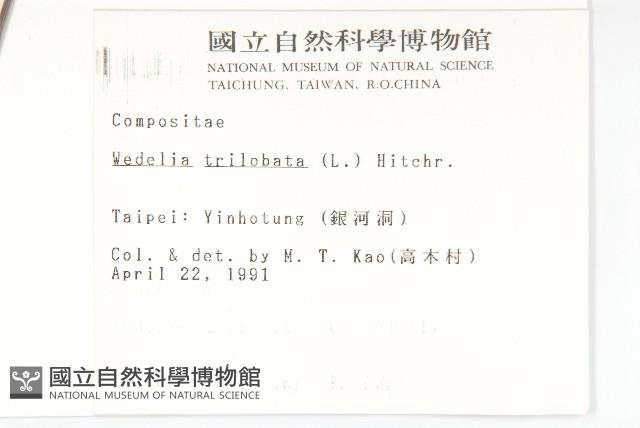 國立自然科學博物館
NATIONAL MUSEUM OF NATURAL SCIENCE
TAICHUNG, TAIWAN, R.O.CHINA
Compositae
Wedelia trilobata (L.) Hitchr.
Taipei: Yinhotung (銀河洞)
Col. & det. by M. T. Kao(高木村)
April 22, 1991
國立自然科學博物館
NATIONAL MUSEUM OF NATURAL SCIENCE